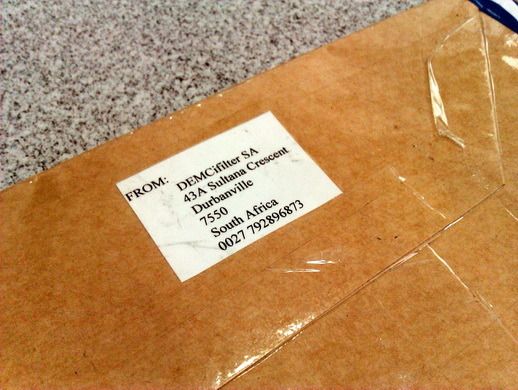 FROM: DEMCifilter SA
43A Sultana Crescent
Durbanville
7550
South Africa
0027 792896873